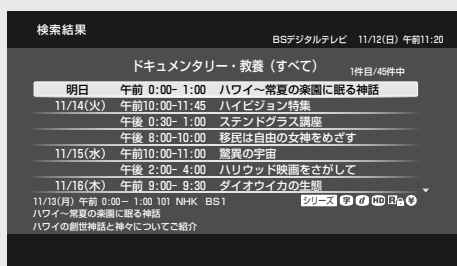 検索結果
BSデジタルテレビ 11/12(日) 午前11:20
ドキュメンタリー・教養（すべて） 1件目/45件中
明日 午前 0:00- 1:00 ハワイ〜常夏の楽園に眠る神話
11/14(火) 午前10:00-11:45 ハイビジョン特集
午後 0:30- 1:00 ステンドグラス講座
午後 8:00-10:00 移民は自由の女神をめざす
11/15(水) 午前10:00-11:00 驚異の宇宙
午後 2:00- 4:00 ハリウッド映画をさがして
11/16(木) 午前 9:00- 9:30 ダイオウイカの生態
11/13(月) 午前 0:00- 1:00 101 NHK BS1 シリーズ 字 d HD R ¥
ハワイ〜常夏の楽園に眠る神話
ハワイの創世神話と神々についてご紹介